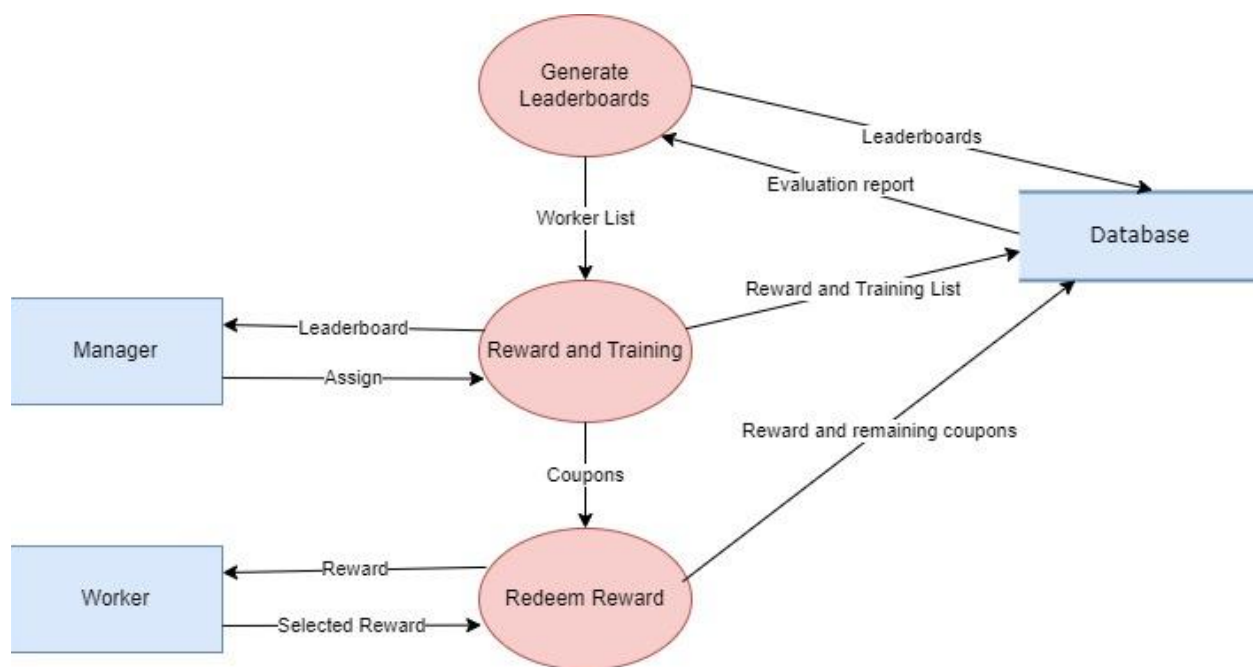 Generate
Leaderboards
Leaderboards
Evaluation report
Worker List
Database
Reward and Training List
Leaderboard
Manager
Reward and Training
Assign
Reward and remaining coupons
Coupons
Reward
Worker
Redeem Reward
Selected Reward